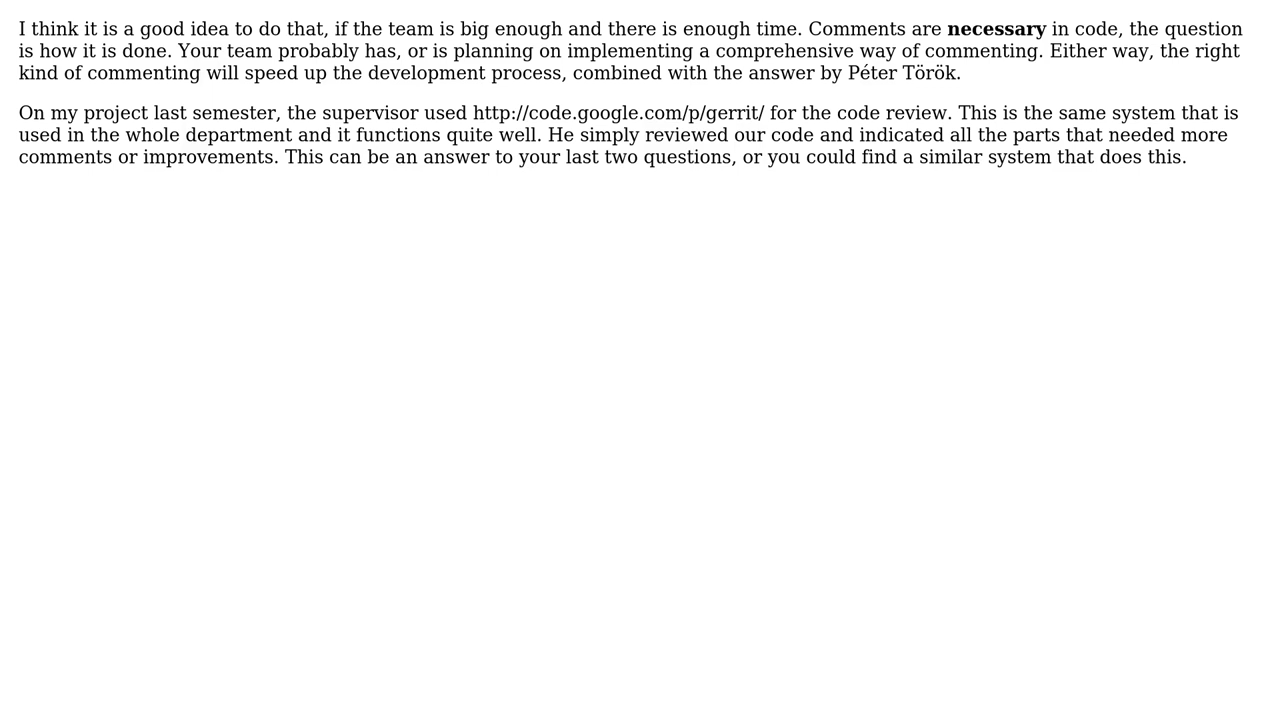 I think it is a good idea to do that, if the team is big enough and there is enough time. Comments are necessary in code, the question
is how it is done. Your team probably has, or is planning on implementing a comprehensive way of commenting. Either way, the right
kind of commenting will speed up the development process, combined with the answer by Péter Török.
On my project last semester, the supervisor used http://code.google.com/p/gerrit/ for the code review. This is the same system that is
used in the whole department and it functions quite well. He simply reviewed our code and indicated all the parts that needed more
comments or improvements. This can be an answer to your last two questions, or you could find a similar system that does this.